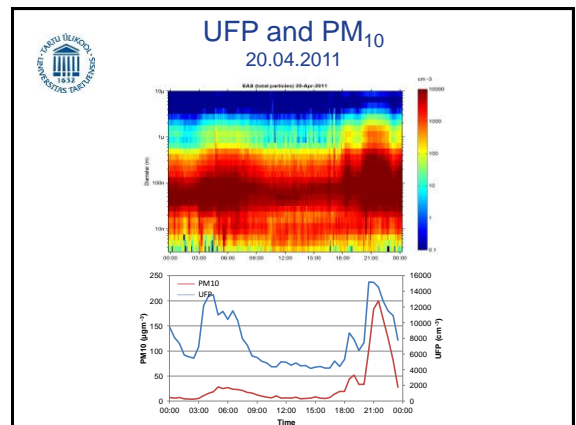 UFP and PM10
20.04.2011
TARTU ÜLIKOOL
1632
UNIVERSITAS TARTUENSIS
EAS (total particles) 20-Apr-2011
cm -3
10µ
1µ
100n
10n
Diameter (m)
10000
1000
100
10
1
0.1
00:00 03:00 06:00 09:00 12:00 15:00 18:00 21:00 00:00
PM10
UFP
250
200
150
100
50
0
PM10 (µgm-3)
16000
14000
12000
10000
8000
6000
4000
2000
0
UFP (cm-3)
00:00 03:00 06:00 09:00 12:00 15:00 18:00 21:00 00:00
Time